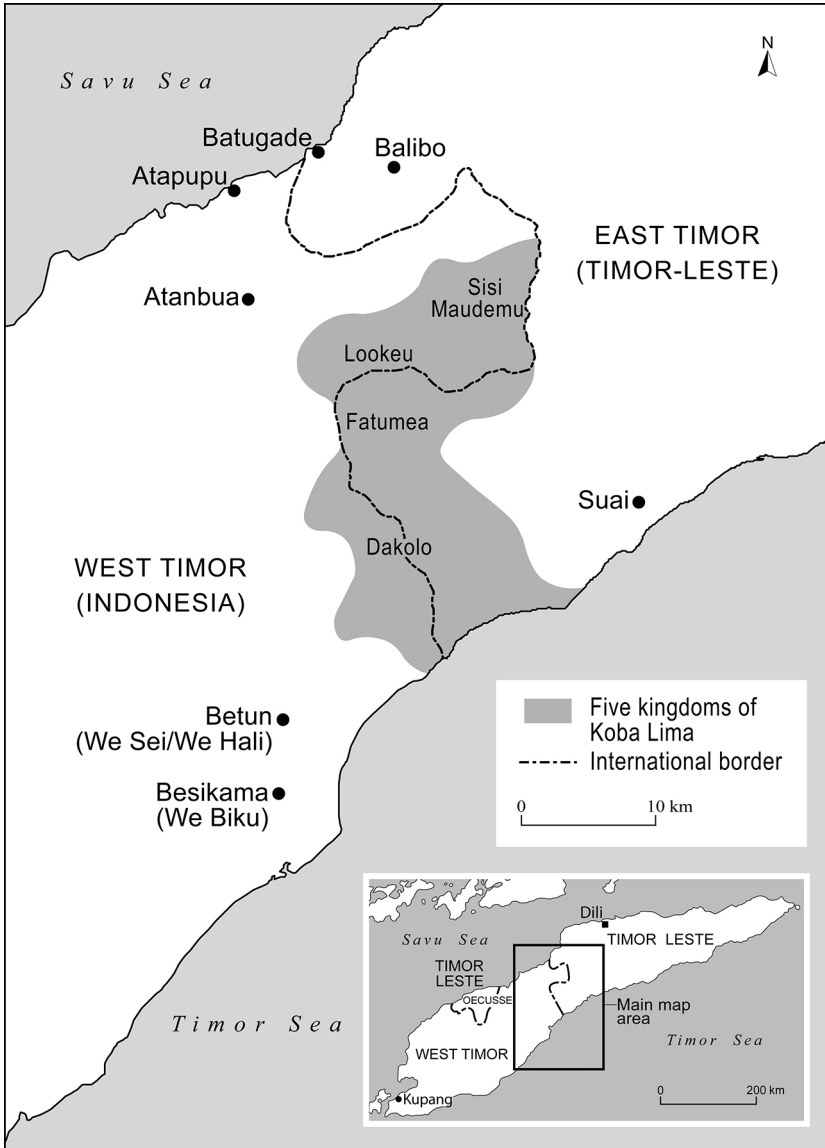 N
Savu Sea
Batugade
Balibo
Atapupu
EAST TIMOR
(TIMOR-LESTE)
Atanbua
Sisi
Maudemu
Lookeu
Fatumea
Suai
Dakolo
WEST TIMOR
(INDONESIA)
Betun
(We Sei/We Hali)
Besikama
(We Biku)
Five kingdoms of
Koba Lima
International border
0 10 km
Timor Sea
Dili
Savu Sea
TIMOR LESTE
TIMOR
LESTE
OECUSSE
Main map
area
Timor Sea
WEST TIMOR
Kupang
0 200 km